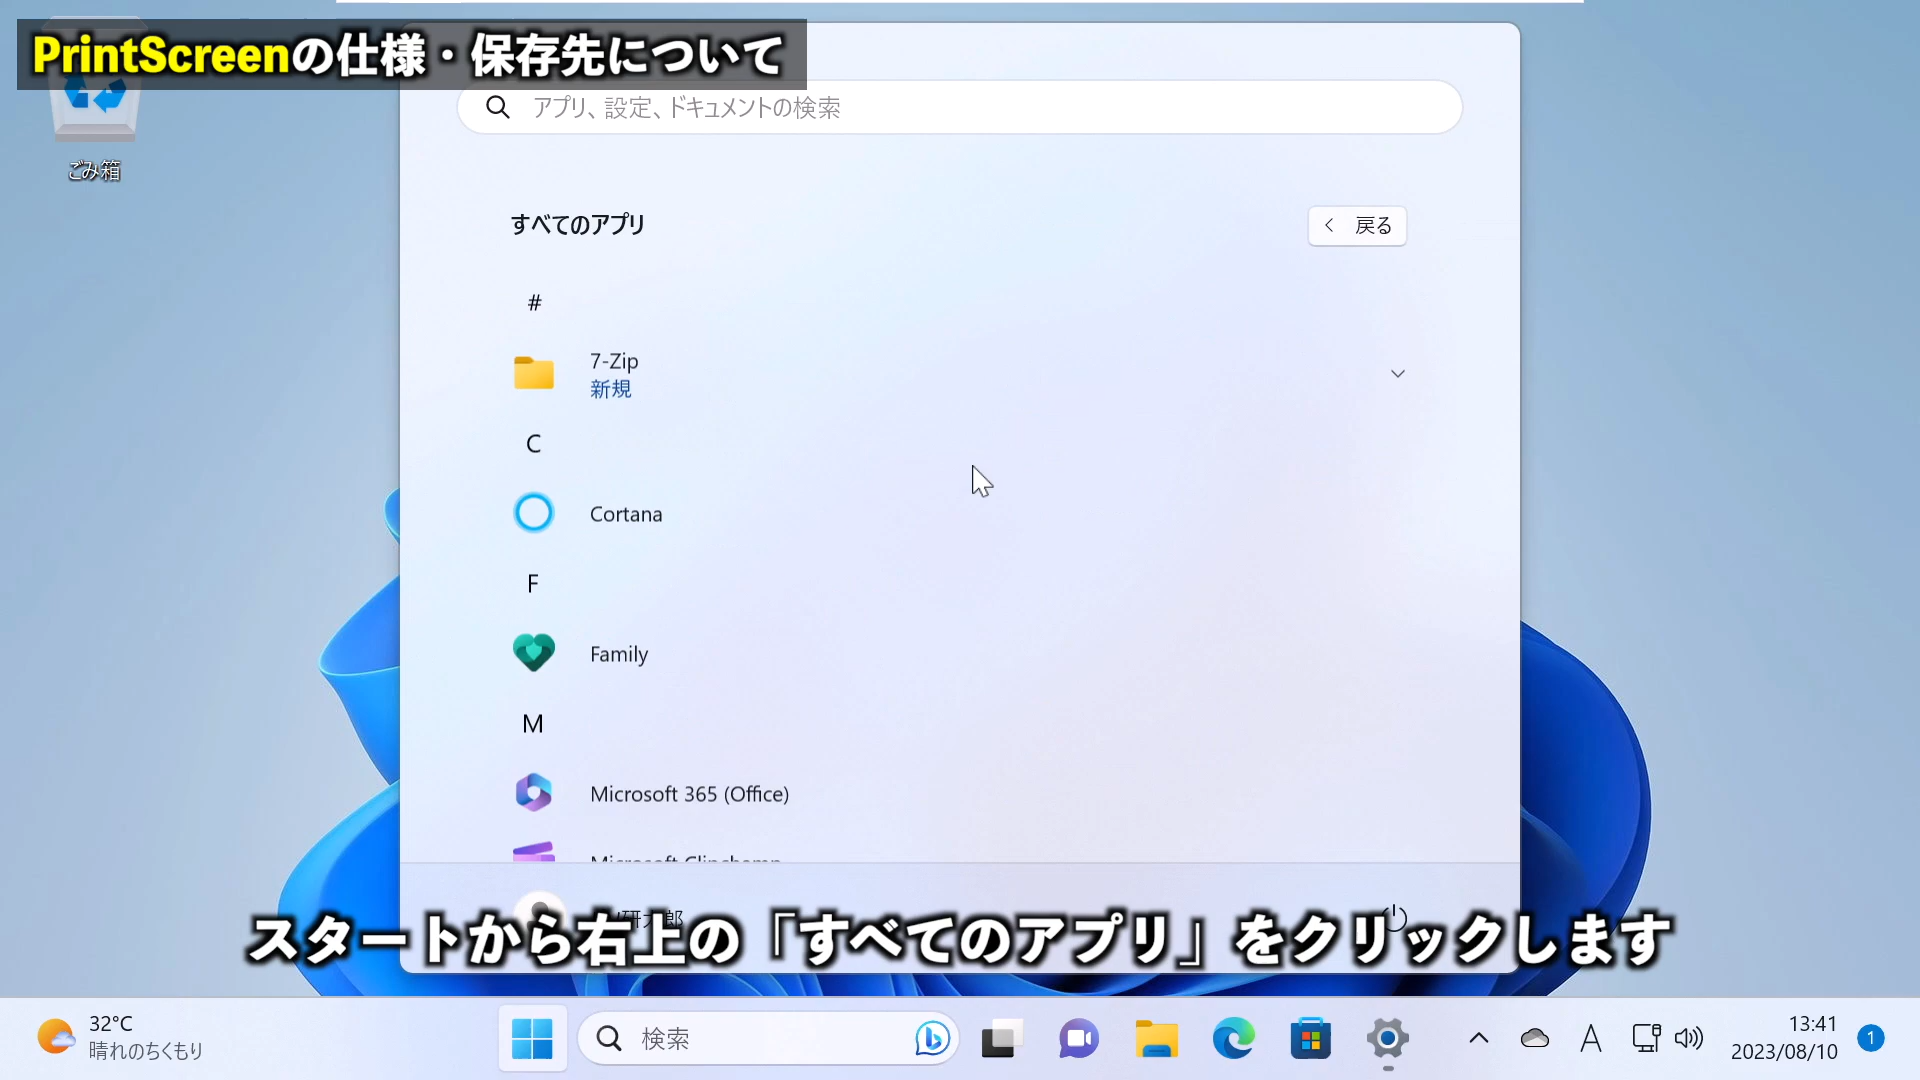 PrintScreenの仕様・保存先について
アプリ、設定、ドキュメントの検索
ごみ箱
すべてのアプリ
戻る
#
7-Zip
新規
C
Cortana
F
Family
M
Microsoft 365 (Office)
Microsoft Clipchamp
スタートから右上の「すべてのアプリ」をクリックします
32°C
晴れのちくもり
検索
A
13:41
2023/08/10
1